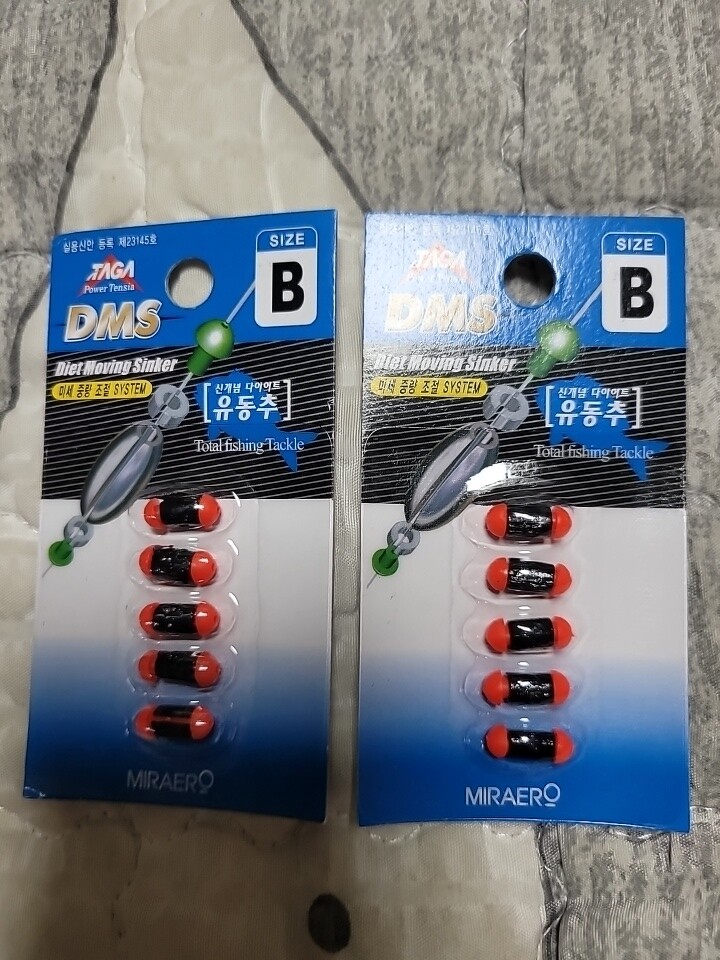 실용신안 등록 제23145호
SIZE
B
TAGA
Power Tensia
DMS
Diet Moving Sinker
미세 중량 조절 SYSTEM
신개념 다이어트
[유동추]
Total fishing Tackle
MIRAERO
SIZE
B
TAGA
Power Tensia
DMS
Diet Moving Sinker
미세 중량 조절 SYSTEM
신개념 다이어트
[유동추]
Total fishing Tackle
MIRAERO